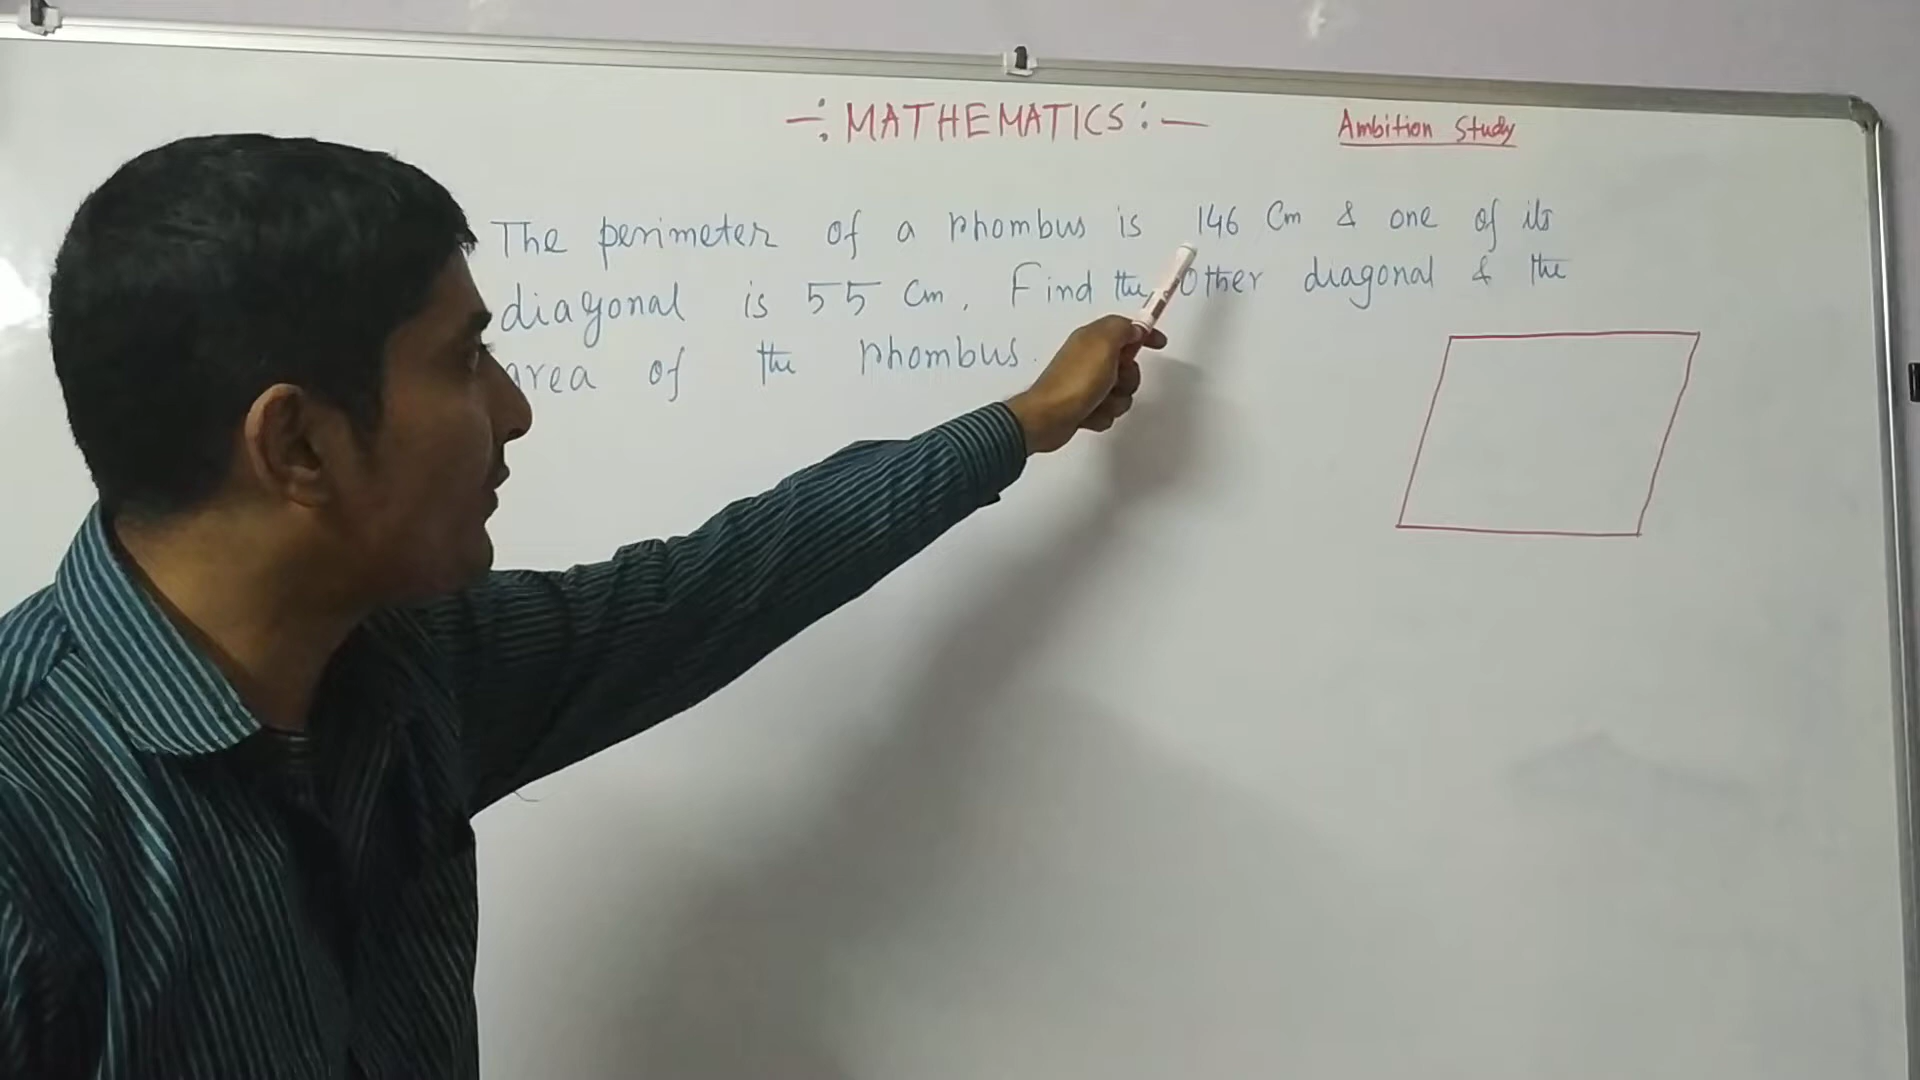 -: MATHEMATICS :-
Ambition Study
The perimeter of a rhombus is 146 Cm & one of its
diagonal is 55 Cm. Find the other diagonal & the
area of the rhombus.